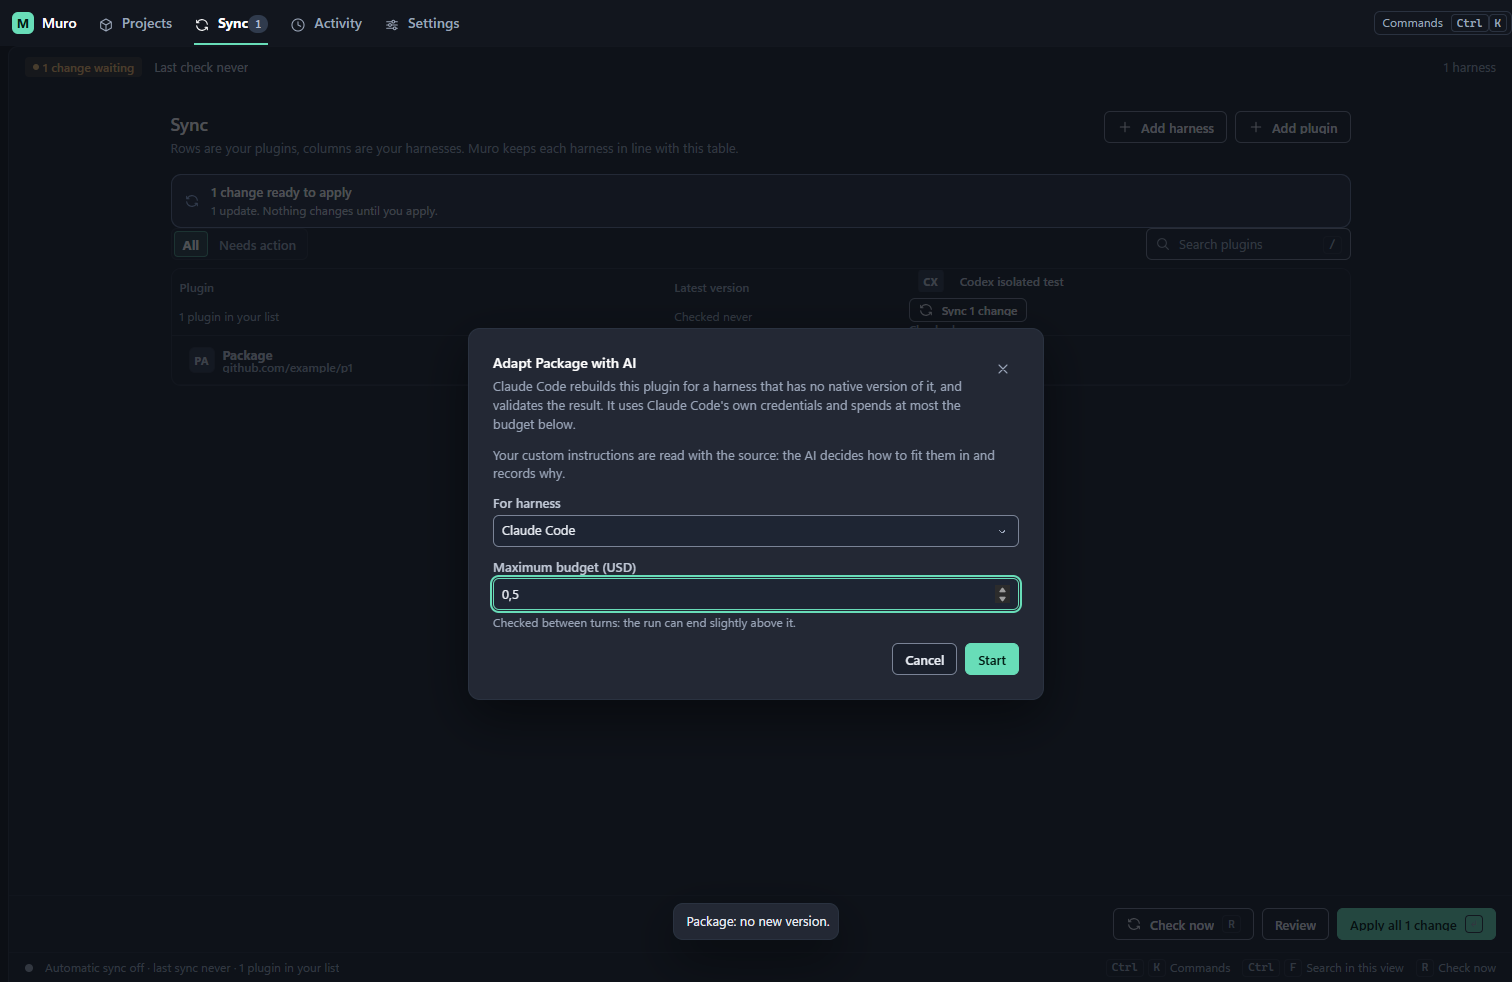 M Muro Projects Sync 1 Activity Settings Commands Ctrl K
1 change waiting Last check never 1 harness
Sync
Rows are your plugins, columns are your harnesses. Muro keeps each harness in line with this table.
+ Add harness + Add plugin
1 change ready to apply
1 update. Nothing changes until you apply.
All Needs action Search plugins /
Plugin Latest version CX Codex isolated test
1 plugin in your list Checked never Sync 1 change
PA Package
github.com/example/p1
Adapt Package with AI
Claude Code rebuilds this plugin for a harness that has no native version of it, and
validates the result. It uses Claude Code's own credentials and spends at most the
budget below.
Your custom instructions are read with the source: the AI decides how to fit them in and
records why.
For harness
Claude Code
Maximum budget (USD)
0,5
Checked between turns: the run can end slightly above it.
Cancel Start
Package: no new version.
Check now R Review Apply all 1 change
Automatic sync off · last sync never · 1 plugin in your list Ctrl K Commands Ctrl F Search in this view R Check now